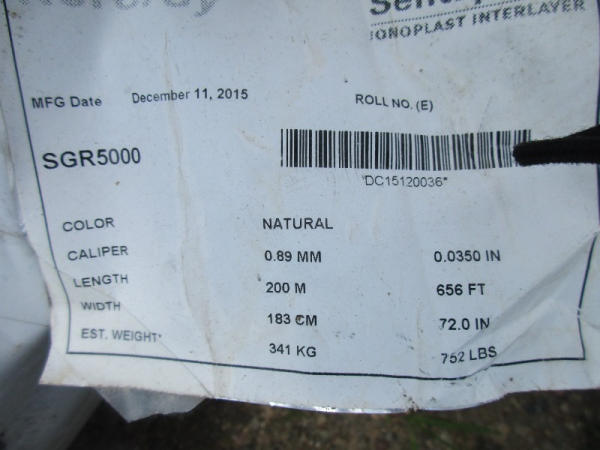 IONOPLAST INTERLAYER
MFG Date December 11, 2015 ROLL NO. (E)
SGR5000
*DC15120036*
COLOR NATURAL
CALIPER 0.89 MM 0.0350 IN
LENGTH 200 M 656 FT
WIDTH 183 CM 72.0 IN
EST. WEIGHT* 341 KG 752 LBS